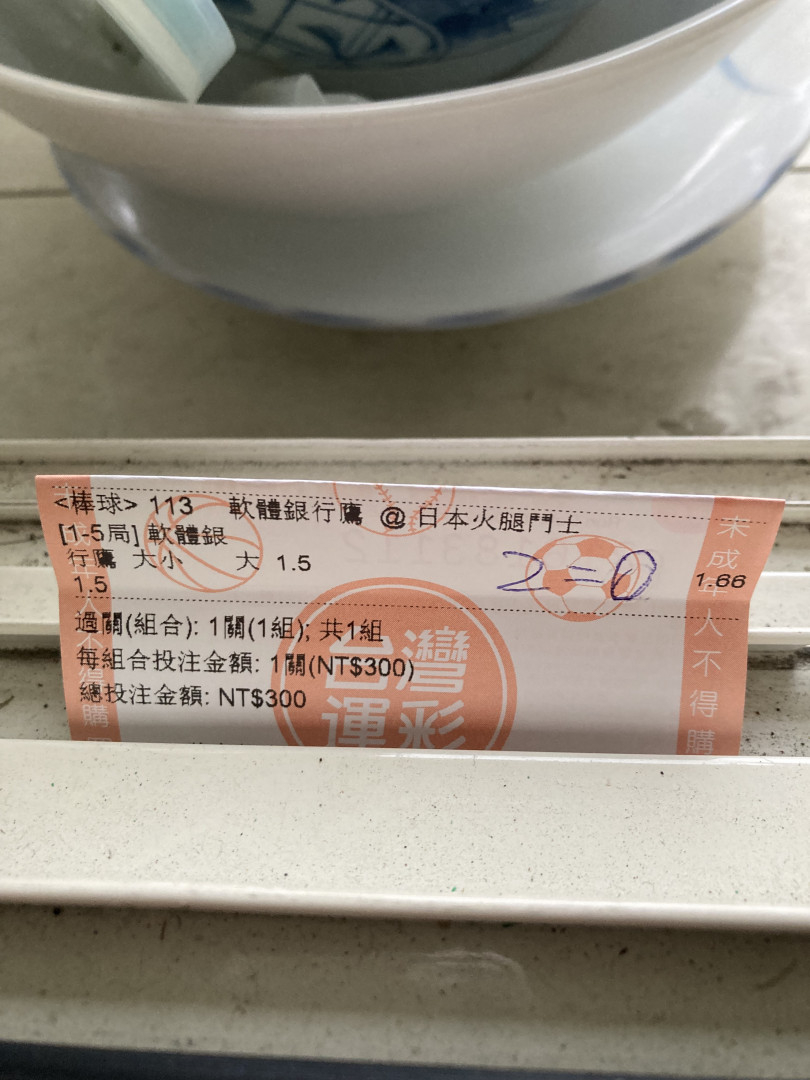 <棒球> 113 軟體銀行鷹 @ 日本火腿鬥士
[1-5局] 軟體銀
行鷹 大小 大 1.5
1.5
2=0
1.66
過關(組合): 1關(1組); 共1組
每組合投注金額: 1關(NT$300)
總投注金額: NT$300
台灣
運彩
未成年人不得購